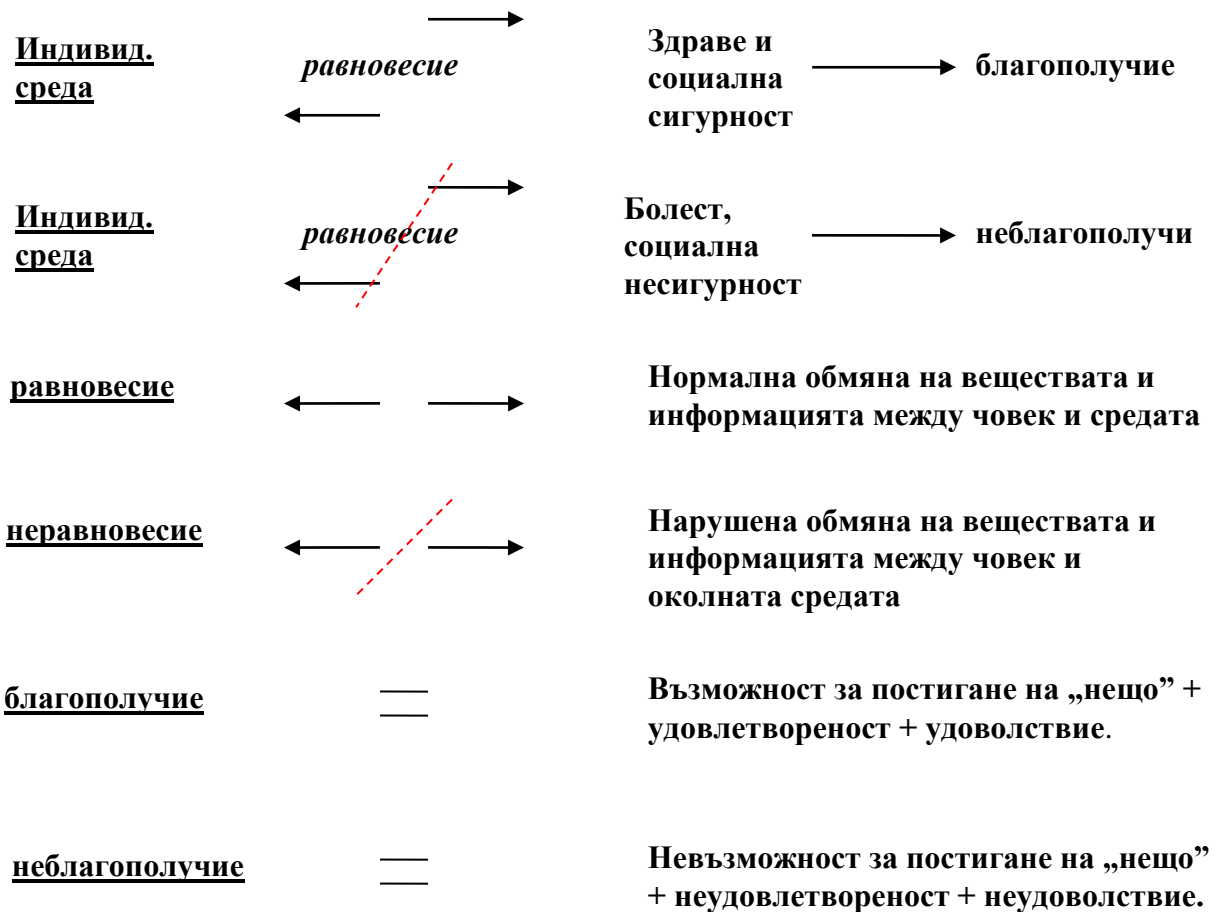 Индивид.
среда
равновесие
Здраве и
социална
сигурност
благополучие
Индивид.
среда
равновесие
Болест,
социална
несигурност
неблагополучи
равновесие
Нормална обмяна на веществата и
информацията между човек и средата
неравновесие
Нарушена обмяна на веществата и
информацията между човек и
околната средата
благополучие
Възможност за постигане на „нещо” +
удовлетвореност + удоволствие.
неблагополучие
Невъзможност за постигане на „нещо”
+ неудовлетвореност + неудоволствие.